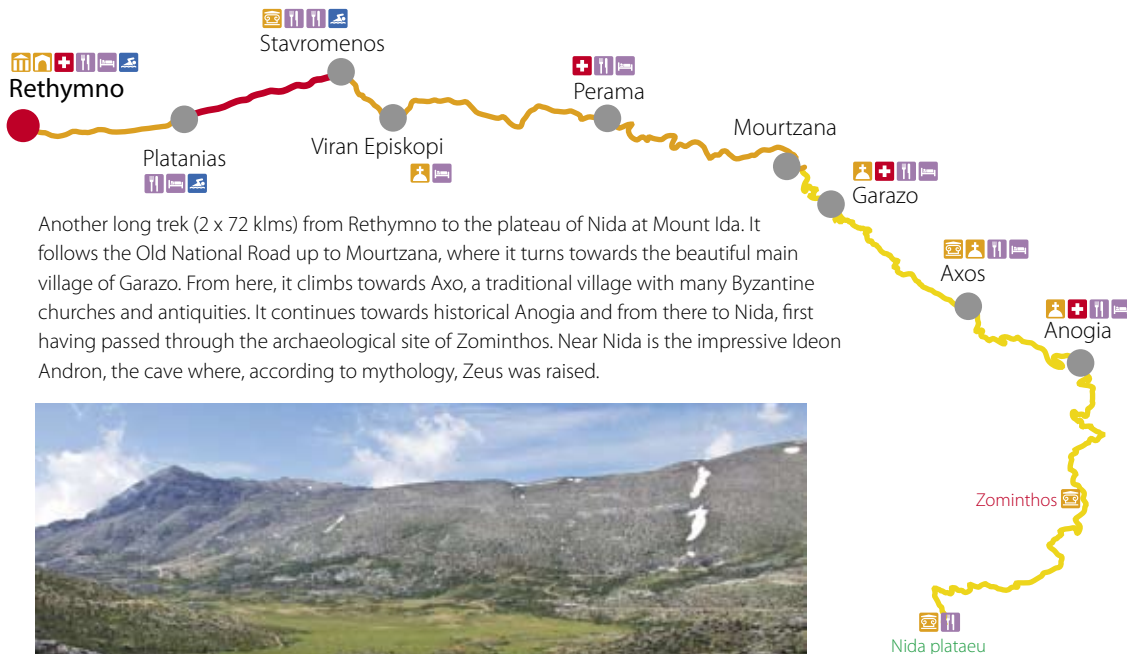 Stavromenos
Rethymno
Perama
Mourtzana
Platanias
Viran Episkopi
Garazo
Another long trek (2 x 72 klms) from Rethymno to the plateau of Nida at Mount Ida. It
follows the Old National Road up to Mourtzana, where it turns towards the beautiful main
village of Garazo. From here, it climbs towards Axo, a traditional village with many Byzantine
churches and antiquities. It continues towards historical Anogia and from there to Nida, first
having passed through the archaeological site of Zominthos. Near Nida is the impressive Ideon
Andron, the cave where, according to mythology, Zeus was raised.
Axos
Anogia
Zominthos
Nida plataeu